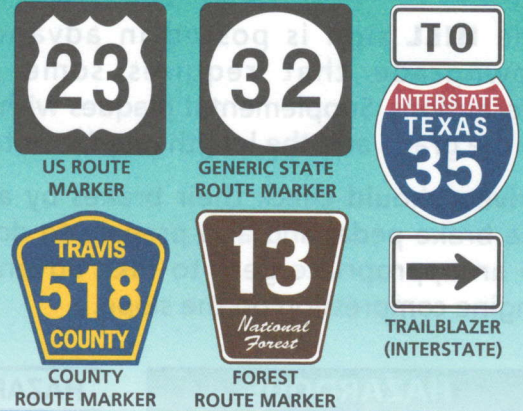 23
US ROUTE
MARKER
32
GENERIC STATE
ROUTE MARKER
TO
INTERSTATE
TEXAS
35
TRAILBLAZER
(INTERSTATE)
TRAVIS
518
COUNTY
COUNTY
ROUTE MARKER
13
National
Forest
FOREST
ROUTE MARKER